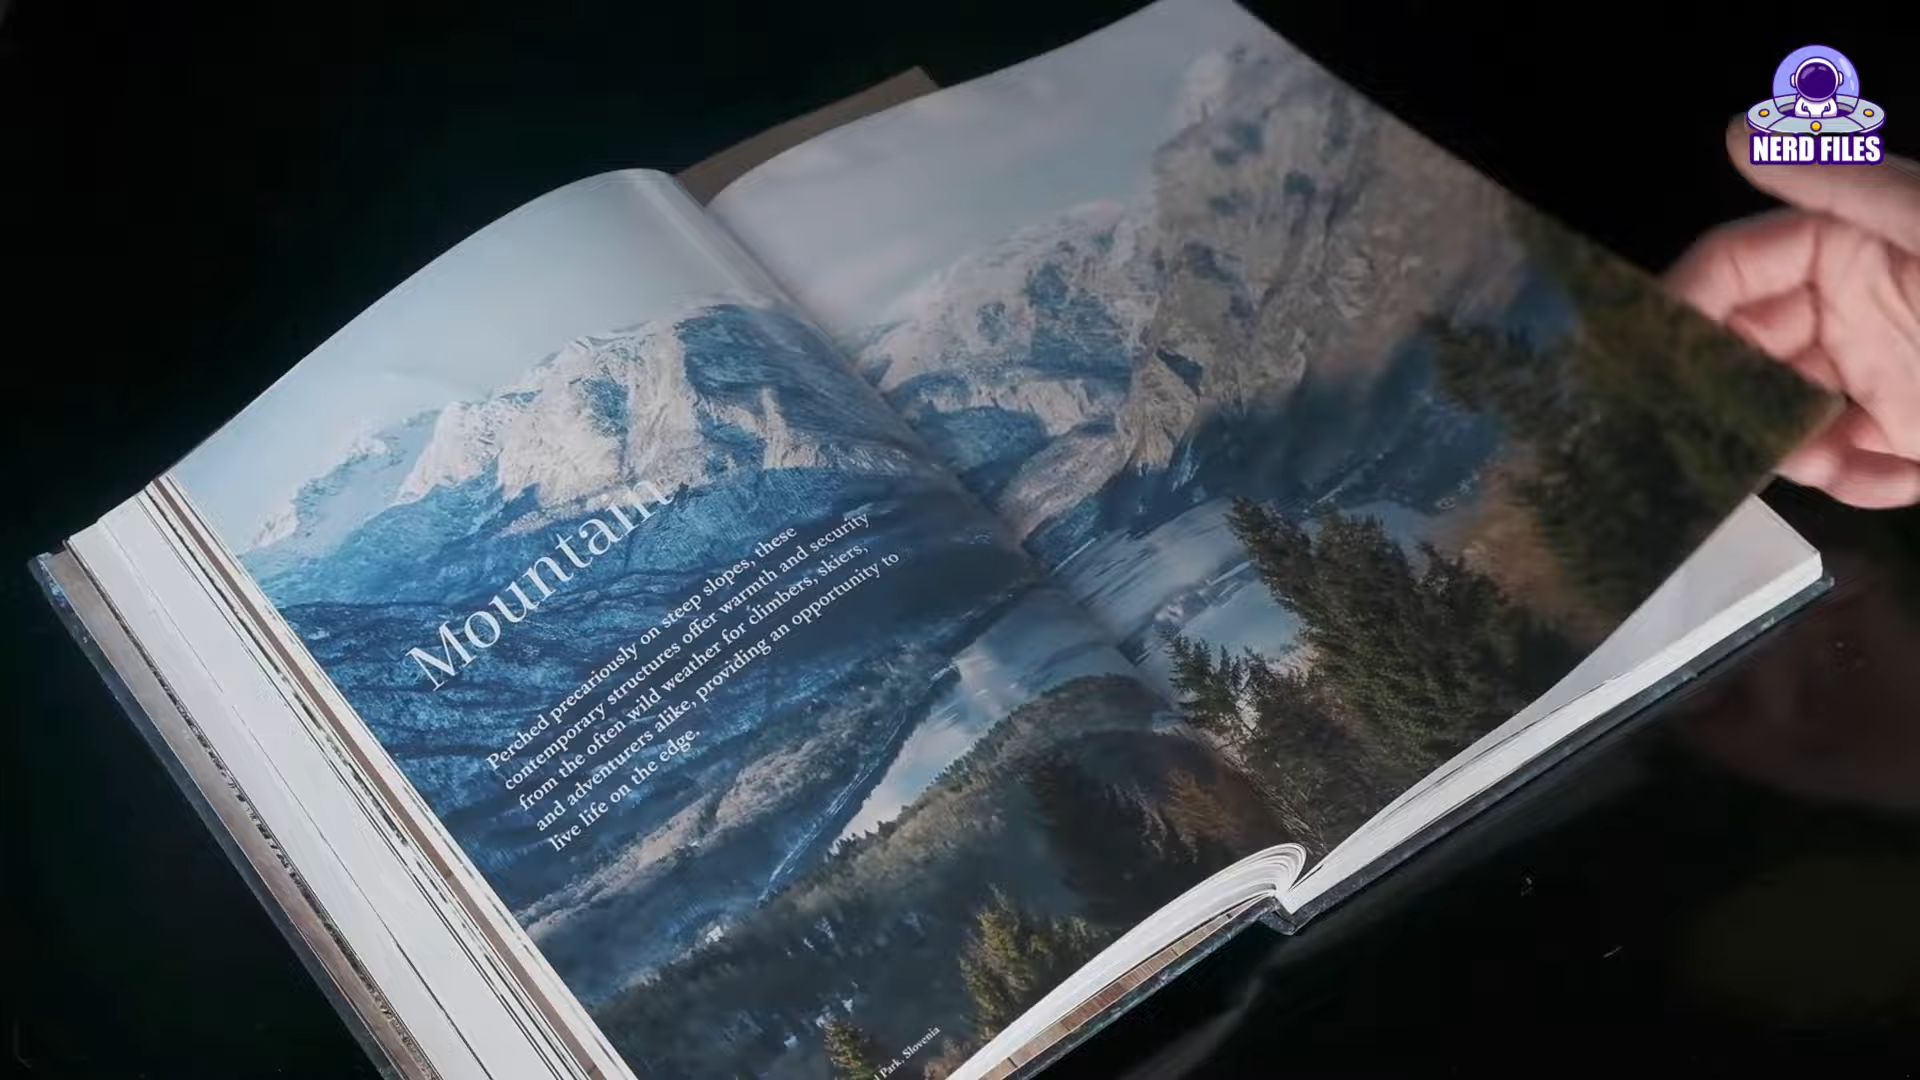 NERD FILES
Mountain
Perched precariously on steep slopes, these
contemporary structures offer warmth and security
from the often wild weather for climbers, skiers,
and adventurers alike, providing an opportunity to
live life on the edge.
Park, Slovenia